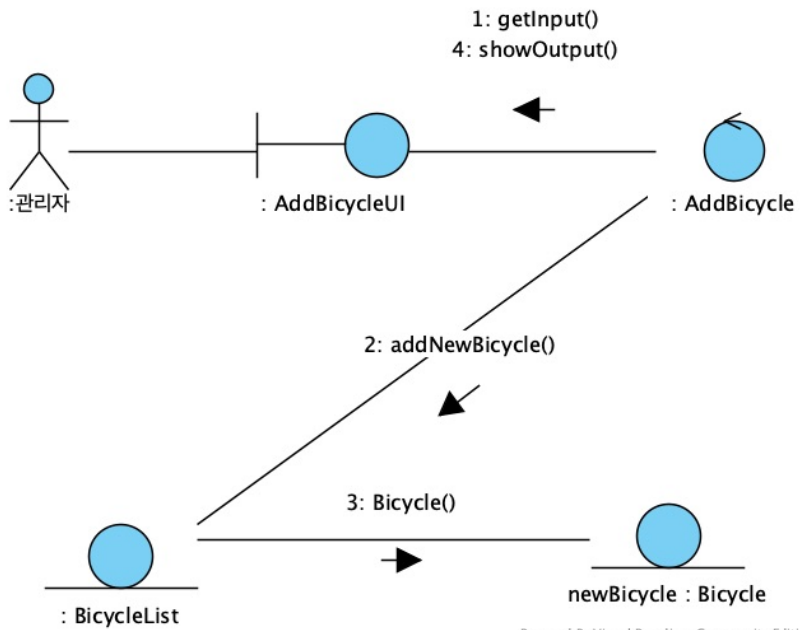 1: getInput()
4: showOutput()
:관리자
: AddBicycleUI
: AddBicycle
2: addNewBicycle()
3: Bicycle()
: BicycleList
newBicycle : Bicycle